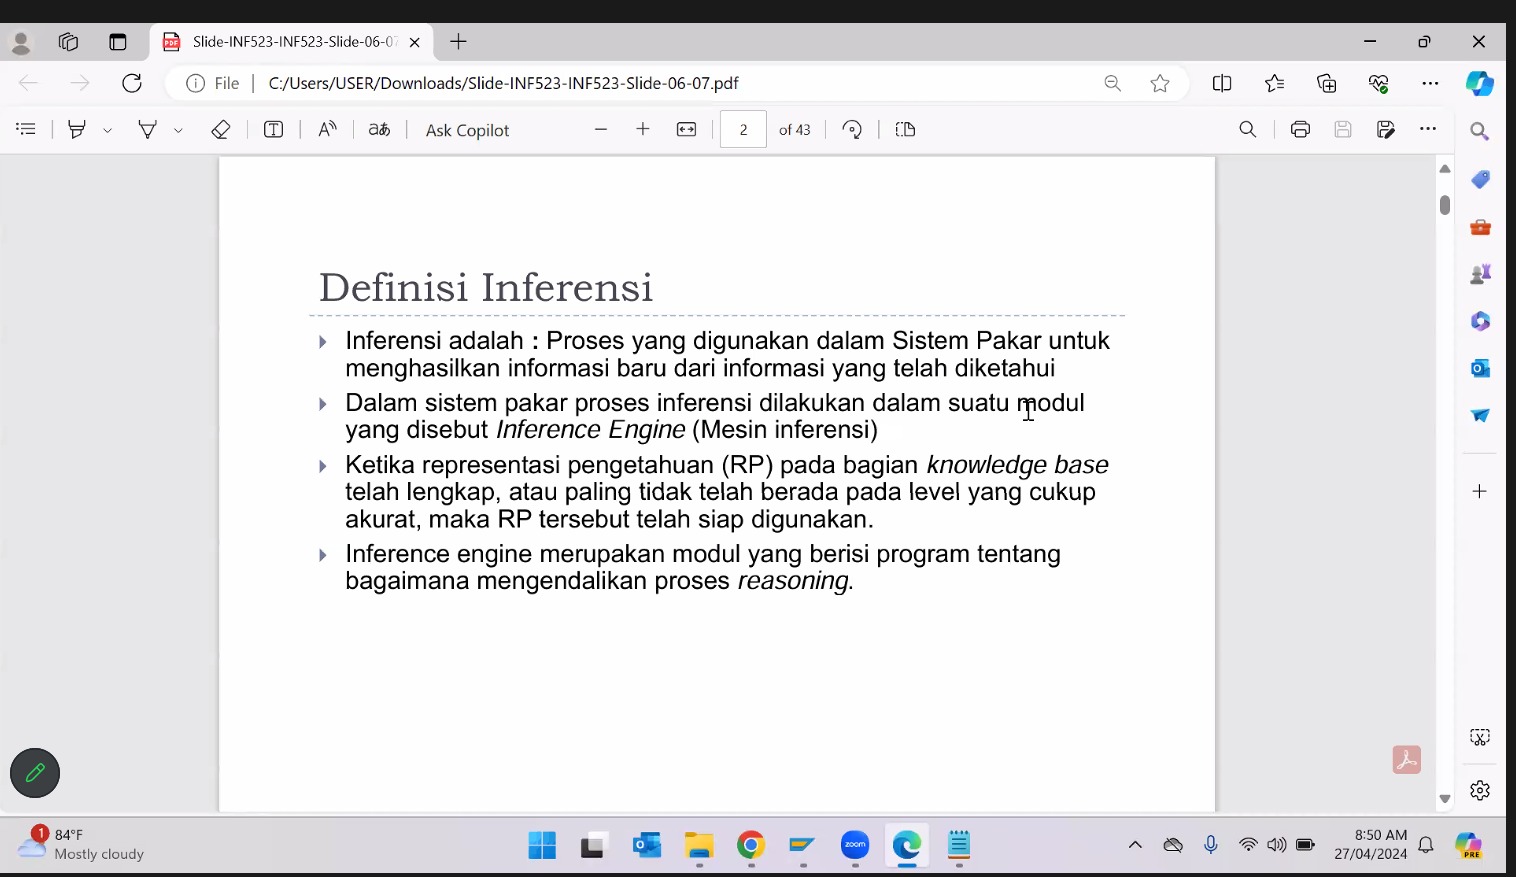 Slide-INF523-INF523-Slide-06-07
File
C:/Users/USER/Downloads/Slide-INF523-INF523-Slide-06-07.pdf
Ask Copilot
2 of 43
Definisi Inferensi
Inferensi adalah : Proses yang digunakan dalam Sistem Pakar untuk
menghasilkan informasi baru dari informasi yang telah diketahui
Dalam sistem pakar proses inferensi dilakukan dalam suatu modul
yang disebut Inference Engine (Mesin inferensi)
Ketika representasi pengetahuan (RP) pada bagian knowledge base
telah lengkap, atau paling tidak telah berada pada level yang cukup
akurat, maka RP tersebut telah siap digunakan.
Inference engine merupakan modul yang berisi program tentang
bagaimana mengendalikan proses reasoning.
1
84°F
Mostly cloudy
zoom
8:50 AM
27/04/2024
PRE